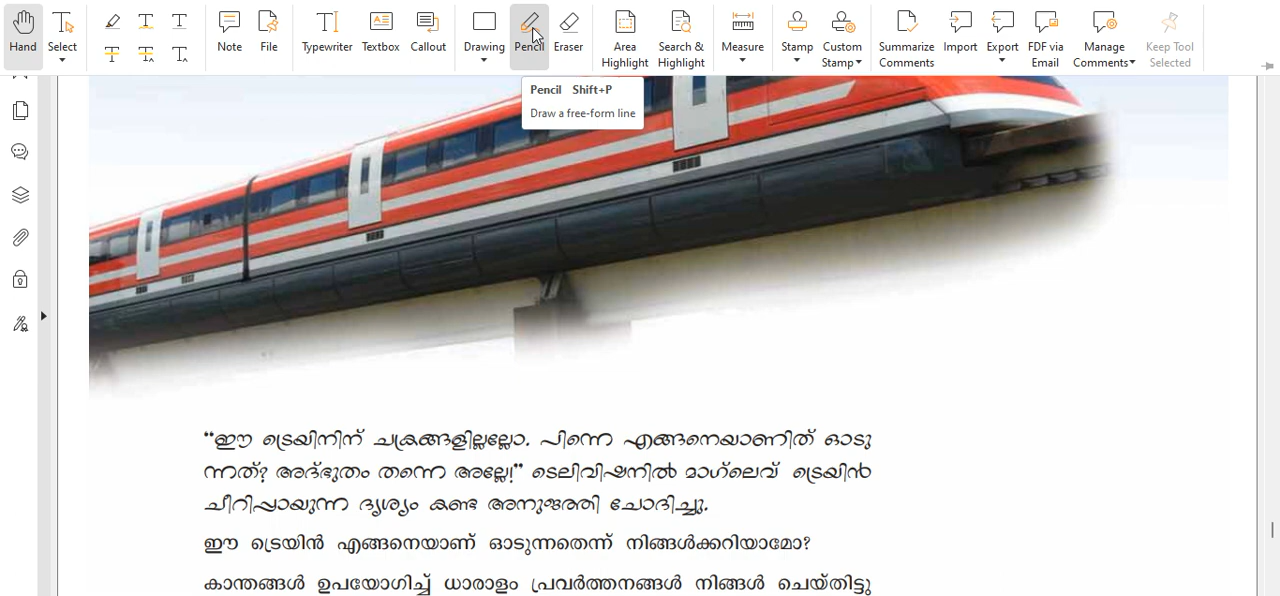 Hand
Select
Note
File
Typewriter
Textbox
Callout
Drawing
Pencil
Eraser
Area
Highlight
Search &
Highlight
Measure
Stamp
Custom
Stamp
Summarize
Comments
Import
Export
FDF via
Email
Manage
Comments
Keep Tool
Selected
Pencil Shift+P
Draw a free-form line
“ഈ ട്രെയിനിന് ചക്രങ്ങളില്ലല്ലോ. പിന്നെ എങ്ങനെയാണിത് ഓടു
ന്നത്? അദ്ഭുതം തന്നെ അല്ലേ!” ടെലിവിഷനിൽ മാഗ്‌ലെവ് ട്രെയിൻ
ചീറിപ്പായുന്ന ദൃശ്യം കണ്ട അനുജത്തി ചോദിച്ചു.
ഈ ട്രെയിൻ എങ്ങനെയാണ് ഓടുന്നതെന്ന് നിങ്ങൾക്കറിയാമോ?
കാന്തങ്ങൾ ഉപയോഗിച്ച് ധാരാളം പ്രവർത്തനങ്ങൾ നിങ്ങൾ ചെയ്തിട്ടു